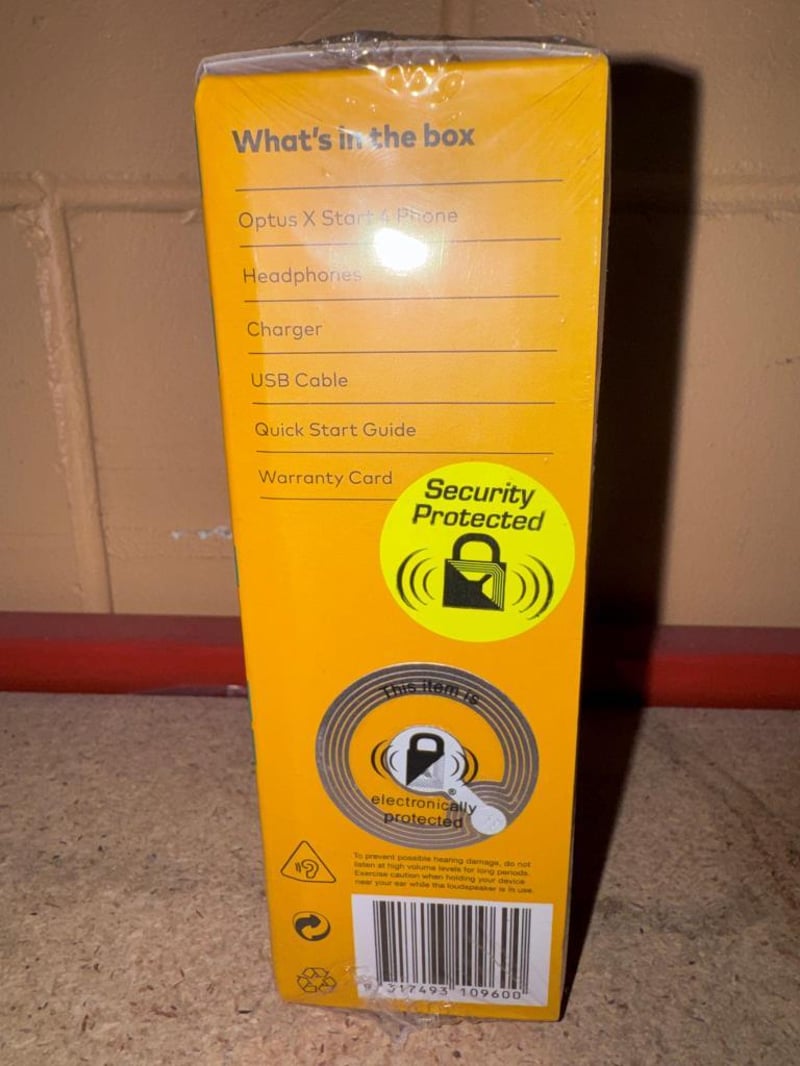 What's in the box
Optus X Start 4 Phone
Headphones
Charger
USB Cable
Quick Start Guide
Warranty Card
Security
Protected
This item is
electronically
protected
To prevent possible hearing damage, do not
listen at high volume levels for long periods.
Exercise caution when holding your device
near your ear while the loudspeaker is in use.
9 317493 109600